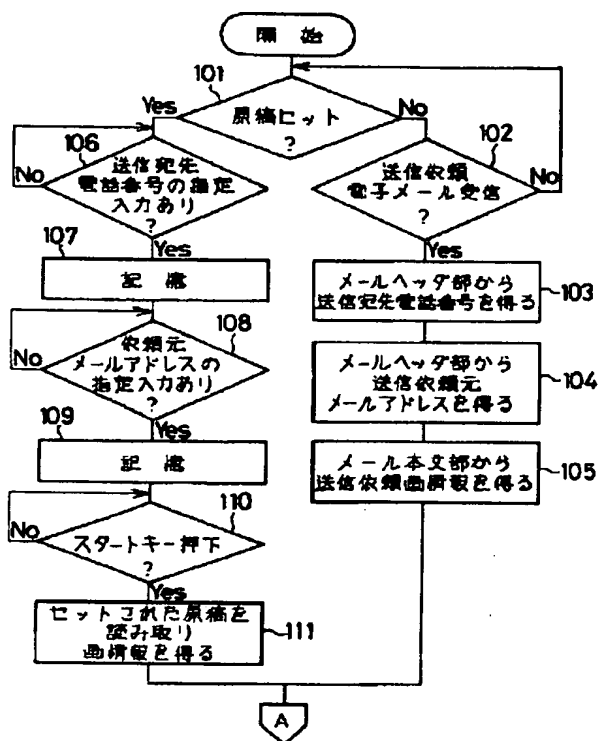 開始
101
Yes
原稿セット
?
No
102
106
No
送信宛先
電話番号の指定
入力あり
?
Yes
送信依頼
電子メール受信
?
No
Yes
107
記憶
メールヘッダ部から
送信宛先電話番号を得る
103
108
No
依頼元
メールアドレスの
指定入力あり
?
Yes
メールヘッダ部から
送信依頼元
メールアドレスを得る
104
109
記憶
メール本文部から
送信依頼画情報を得る
105
110
No
スタートキー押下
?
Yes
セットされた原稿を
読み取り
画情報を得る
111
A